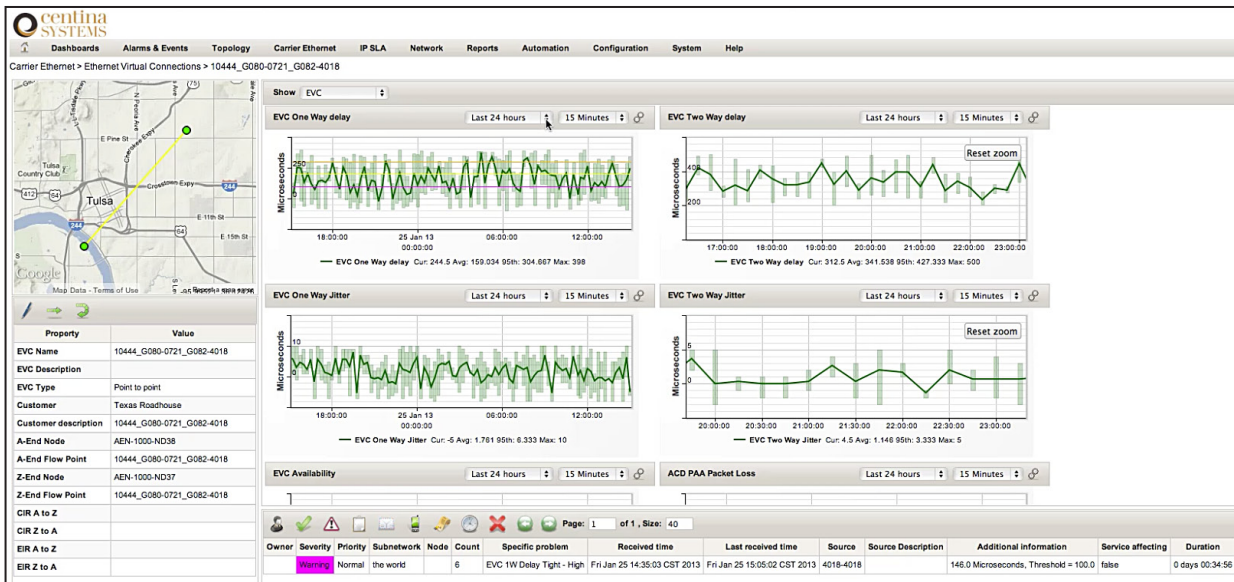 centina
SYSTEMS
Dashboards Alarms & Events Topology Carrier Ethernet IP SLA Network Reports Automation Configuration System Help
Carrier Ethernet > Ethernet Virtual Connections > 10444_G080-0721_G082-4018
75
N Peoria Ave
E Pine St
Cherokee Expy
Tulsa
Country Club
Crosstown Expy
244
412
64
Tulsa
E 11th St
244
64
E 15th St
Google
Map Data - Terms of Use
Property Value
EVC Name 10444_G080-0721_G082-4018
EVC Description
EVC Type Point to point
Customer Texas Roadhouse
Customer description 10444_G080-0721_G082-4018
A-End Node AEN-1000-ND38
A-End Flow Point 10444_G080-0721_G082-4018
Z-End Node AEN-1000-ND37
Z-End Flow Point 10444_G080-0721_G082-4018
CIR A to Z
CIR Z to A
EIR A to Z
EIR Z to A
Show EVC
EVC One Way delay Last 24 hours 15 Minutes
Microseconds
250
18:00:00 25 Jan 13 06:00:00 12:00:00
00:00:00
EVC One Way delay Cur: 244.5 Avg: 159.034 95th: 304.667 Max: 398
EVC Two Way delay Last 24 hours 15 Minutes
Reset zoom
Microseconds
400
200
17:00:00 18:00:00 19:00:00 20:00:00 21:00:00 22:00:00 23:00:00
EVC Two Way delay Cur: 312.5 Avg: 341.538 95th: 427.333 Max: 500
EVC One Way Jitter Last 24 hours 15 Minutes
Microseconds
10
0
18:00:00 25 Jan 13 06:00:00 12:00:00
00:00:00
EVC One Way Jitter Cur: -5 Avg: 1.761 95th: 6.333 Max: 10
EVC Two Way Jitter Last 24 hours 15 Minutes
Reset zoom
Microseconds
5
0
20:00:00 20:30:00 21:00:00 21:30:00 22:00:00 22:30:00 23:00:00
EVC Two Way Jitter Cur: 4.5 Avg: 1.146 95th: 3.333 Max: 5
EVC Availability Last 24 hours 15 Minutes
ACD PAA Packet Loss Last 24 hours 15 Minutes
Page: 1 of 1 , Size: 40
Owner Severity Priority Subnetwork Node Count Specific problem Received time Last received time Source Source Description Additional information Service affecting Duration
Warning Normal the world 6 EVC 1W Delay Tight - High Fri Jan 25 14:35:03 CST 2013 Fri Jan 25 15:05:02 CST 2013 4018-4018 146.0 Microseconds, Threshold = 100.0 false 0 days 00:34:56